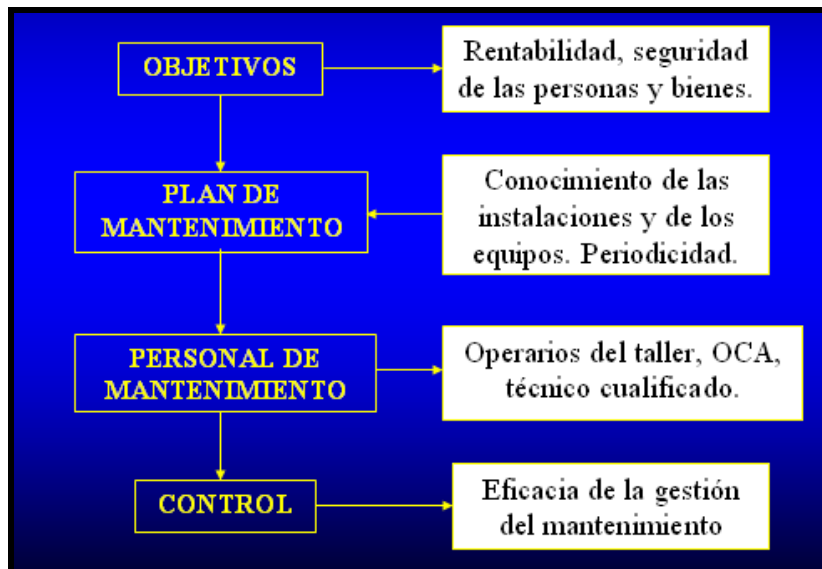 OBJETIVOS
Rentabilidad, seguridad
de las personas y bienes.
PLAN DE
MANTENIMIENTO
Conocimiento de las
instalaciones y de los
equipos. Periodicidad.
PERSONAL DE
MANTENIMIENTO
Operarios del taller, OCA,
técnico cualificado.
CONTROL
Eficacia de la gestión
del mantenimiento